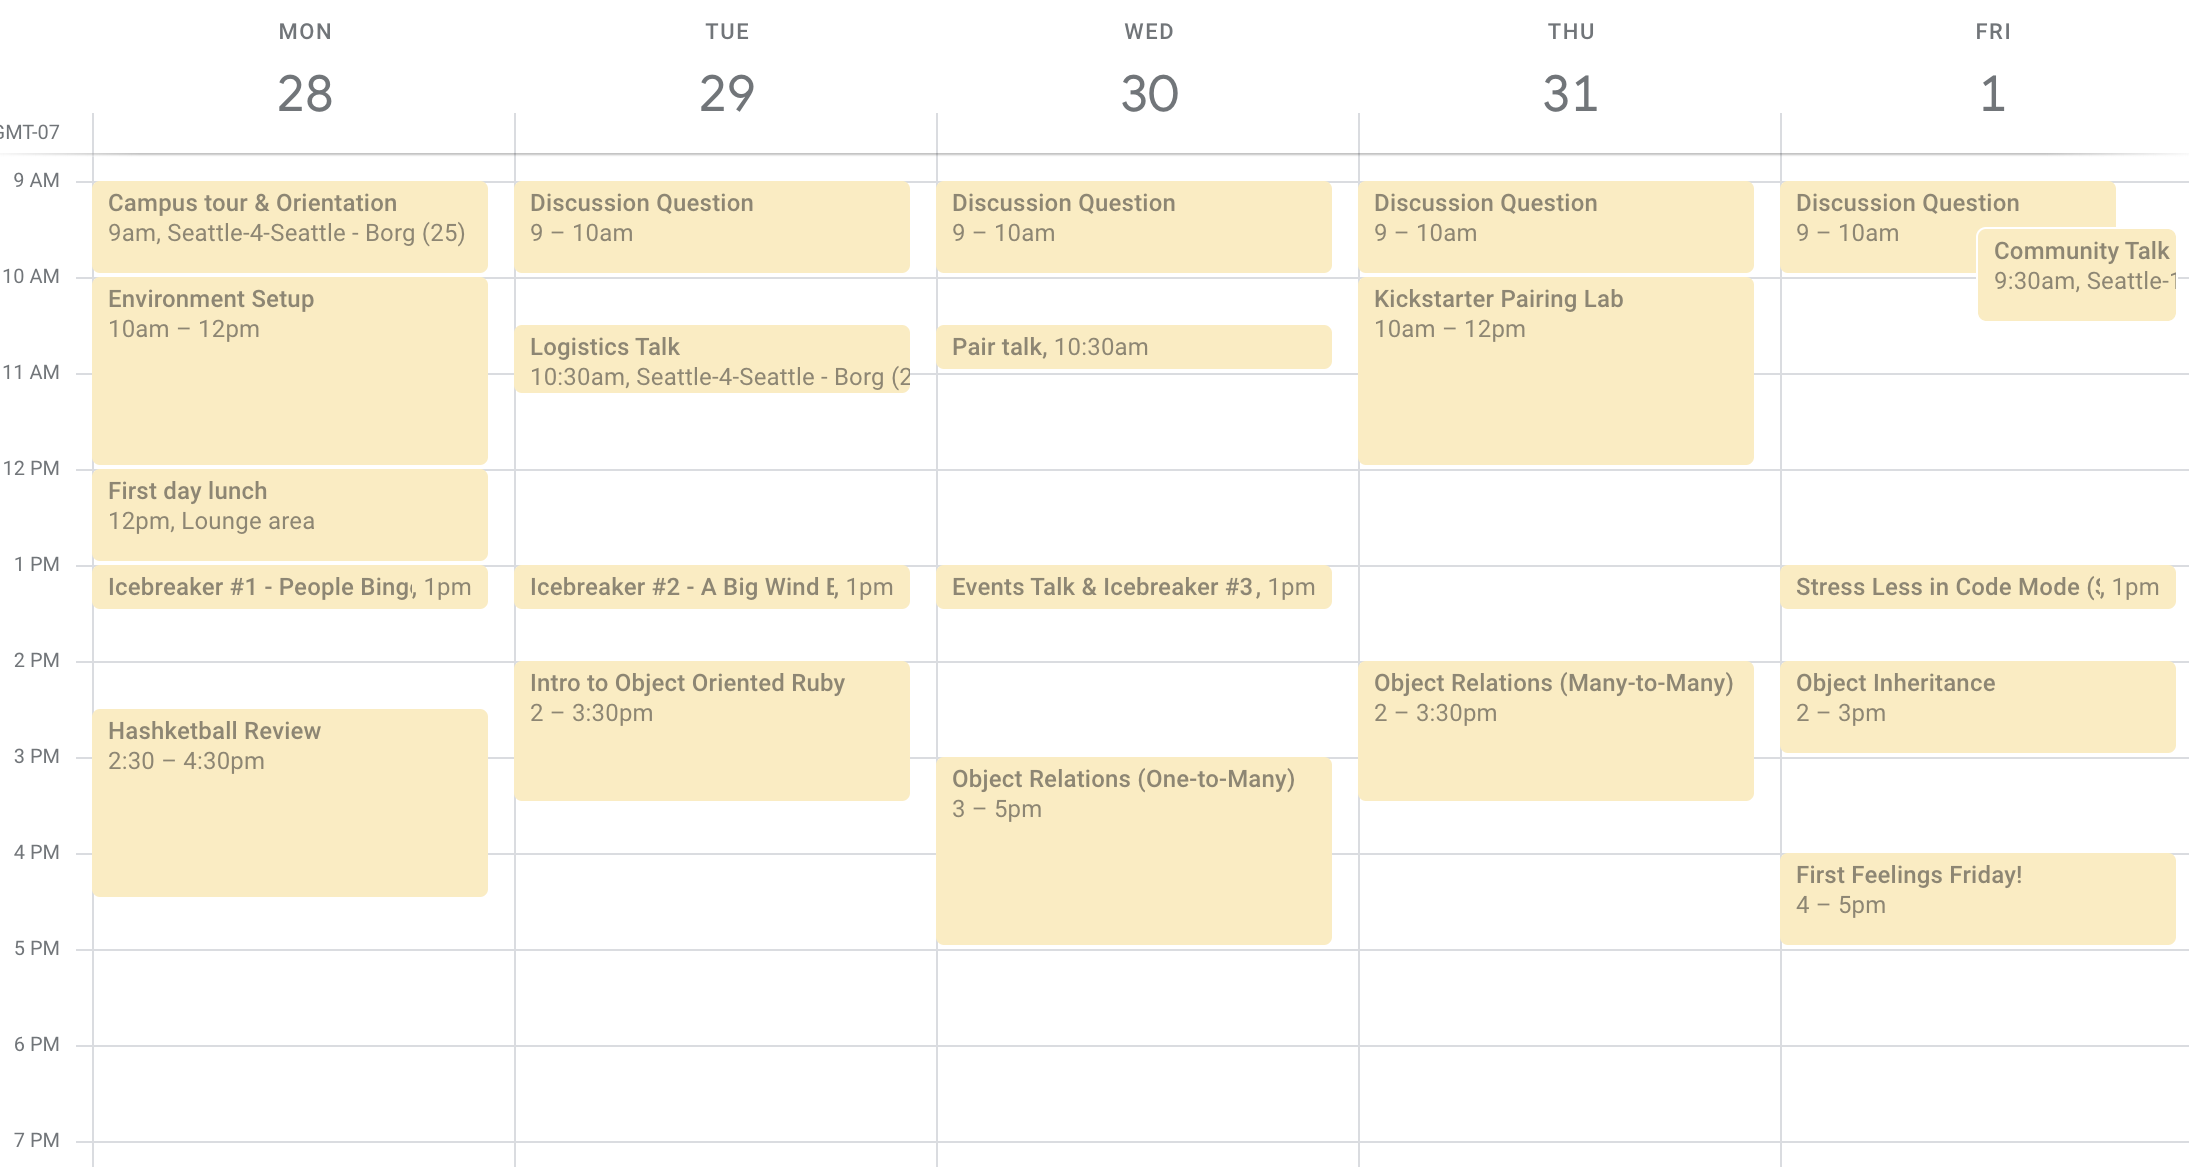 MON
TUE
WED
THU
FRI
28
29
30
31
1
GMT-07
9 AM
10 AM
11 AM
12 PM
1 PM
2 PM
3 PM
4 PM
5 PM
6 PM
7 PM
Campus tour & Orientation
9am, Seattle-4-Seattle - Borg (25)
Environment Setup
10am – 12pm
First day lunch
12pm, Lounge area
Icebreaker #1 - People Bing, 1pm
Hashketball Review
2:30 – 4:30pm
Discussion Question
9 – 10am
Logistics Talk
10:30am, Seattle-4-Seattle - Borg (2
Icebreaker #2 - A Big Wind , 1pm
Intro to Object Oriented Ruby
2 – 3:30pm
Discussion Question
9 – 10am
Pair talk, 10:30am
Events Talk & Icebreaker #3, 1pm
Object Relations (One-to-Many)
3 – 5pm
Discussion Question
9 – 10am
Kickstarter Pairing Lab
10am – 12pm
Object Relations (Many-to-Many)
2 – 3:30pm
Discussion Question
9 – 10am
Community Talk
9:30am, Seattle-1
Stress Less in Code Mode (, 1pm
Object Inheritance
2 – 3pm
First Feelings Friday!
4 – 5pm